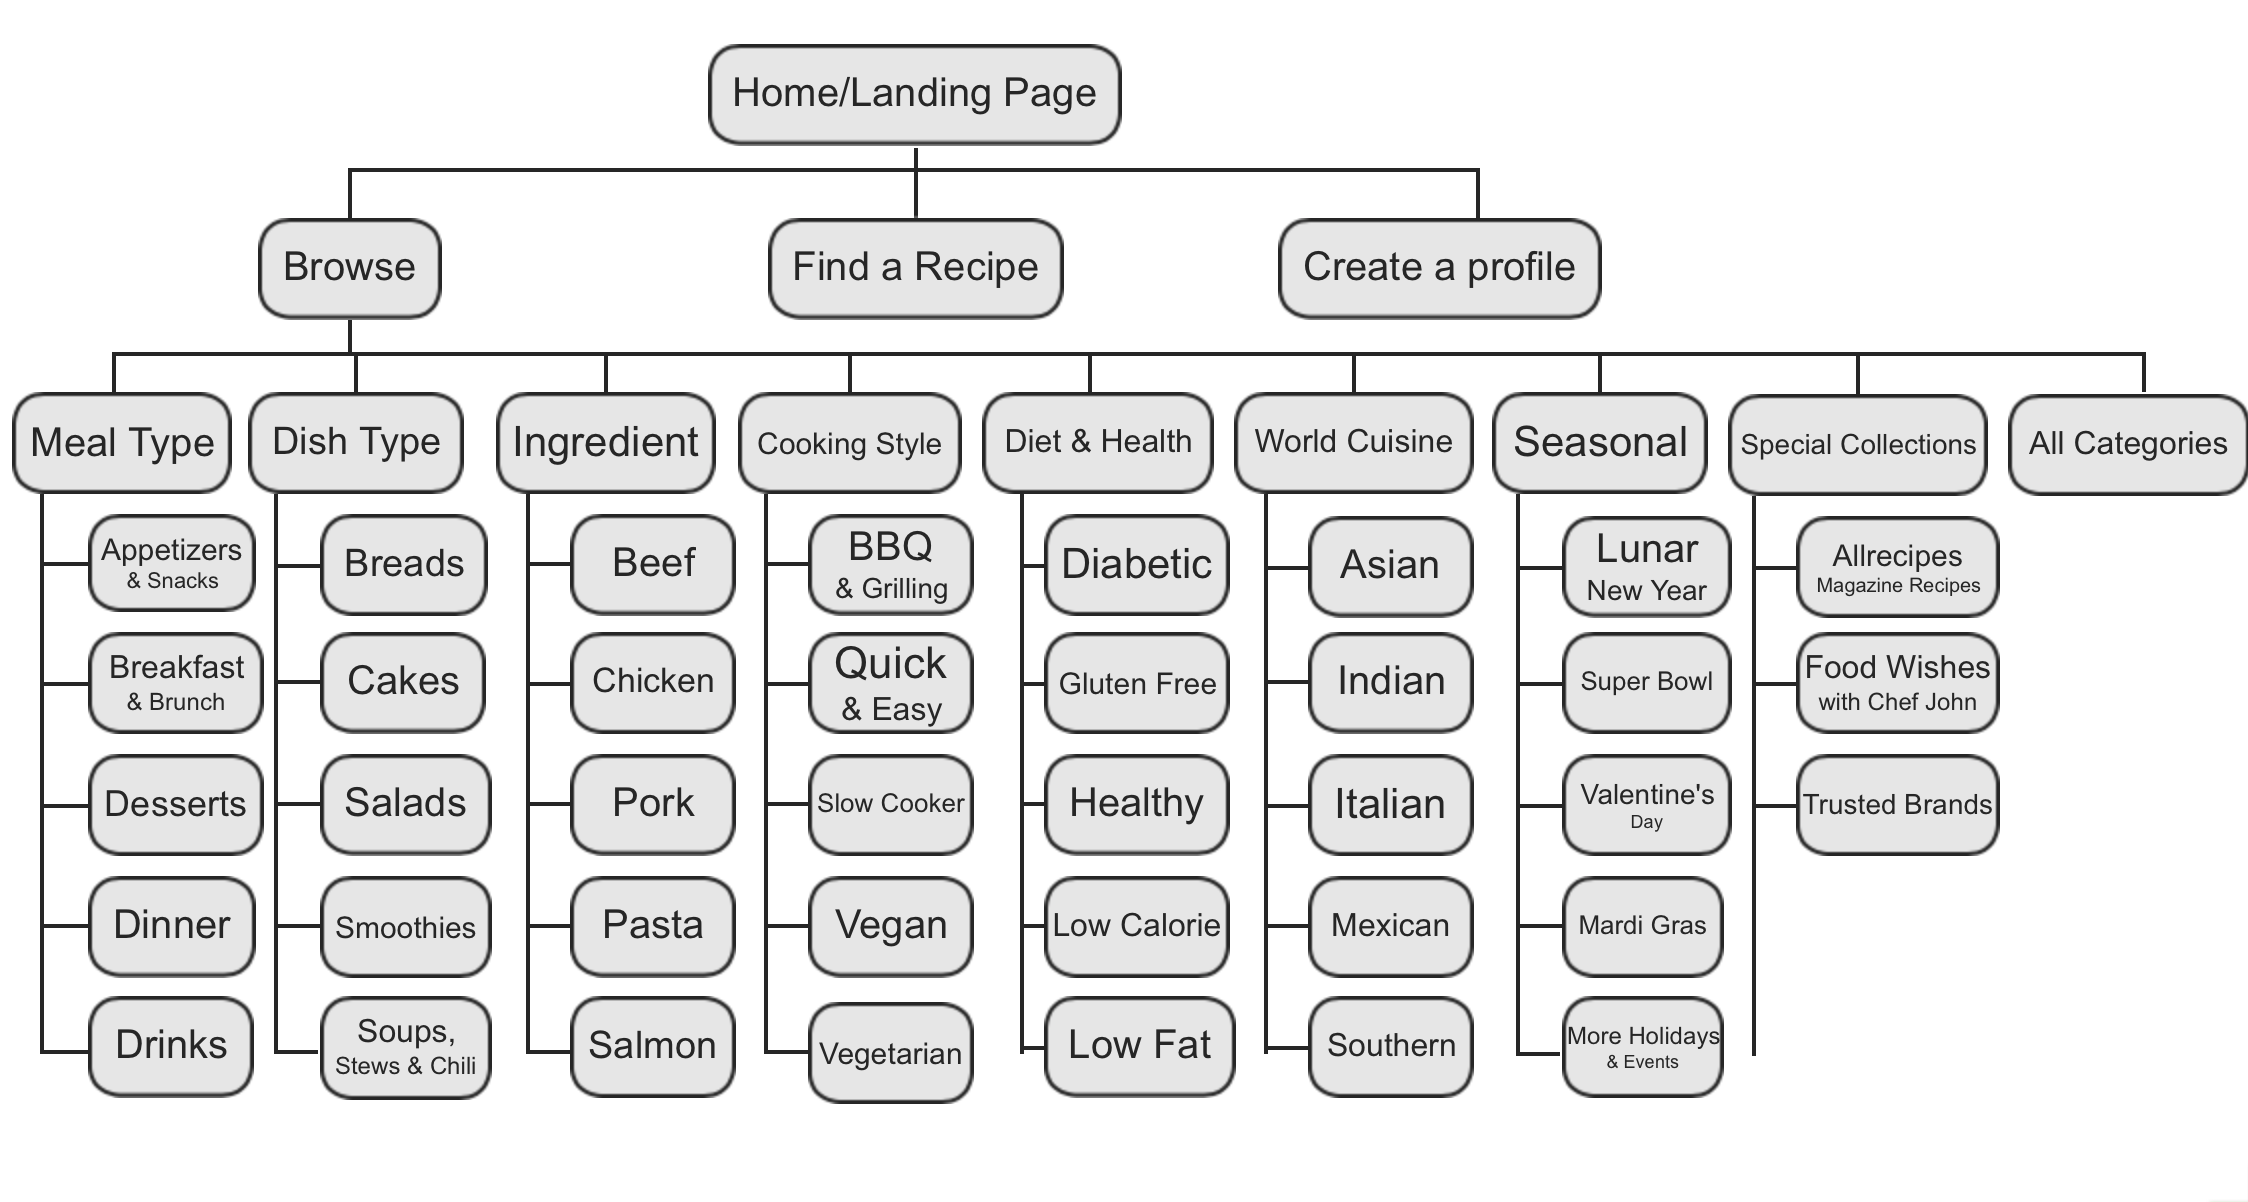 Home/Landing Page
Browse
Find a Recipe
Create a profile
Meal Type
Dish Type
Ingredient
Cooking Style
Diet & Health
World Cuisine
Seasonal
Special Collections
All Categories
Appetizers
& Snacks
Breakfast
& Brunch
Desserts
Dinner
Drinks
Breads
Cakes
Salads
Smoothies
Soups,
Stews & Chili
Beef
Chicken
Pork
Pasta
Salmon
BBQ
& Grilling
Quick
& Easy
Slow Cooker
Vegan
Vegetarian
Diabetic
Gluten Free
Healthy
Low Calorie
Low Fat
Asian
Indian
Italian
Mexican
Southern
Lunar
New Year
Super Bowl
Valentine's
Day
Mardi Gras
More Holidays
& Events
Allrecipes
Magazine Recipes
Food Wishes
with Chef John
Trusted Brands